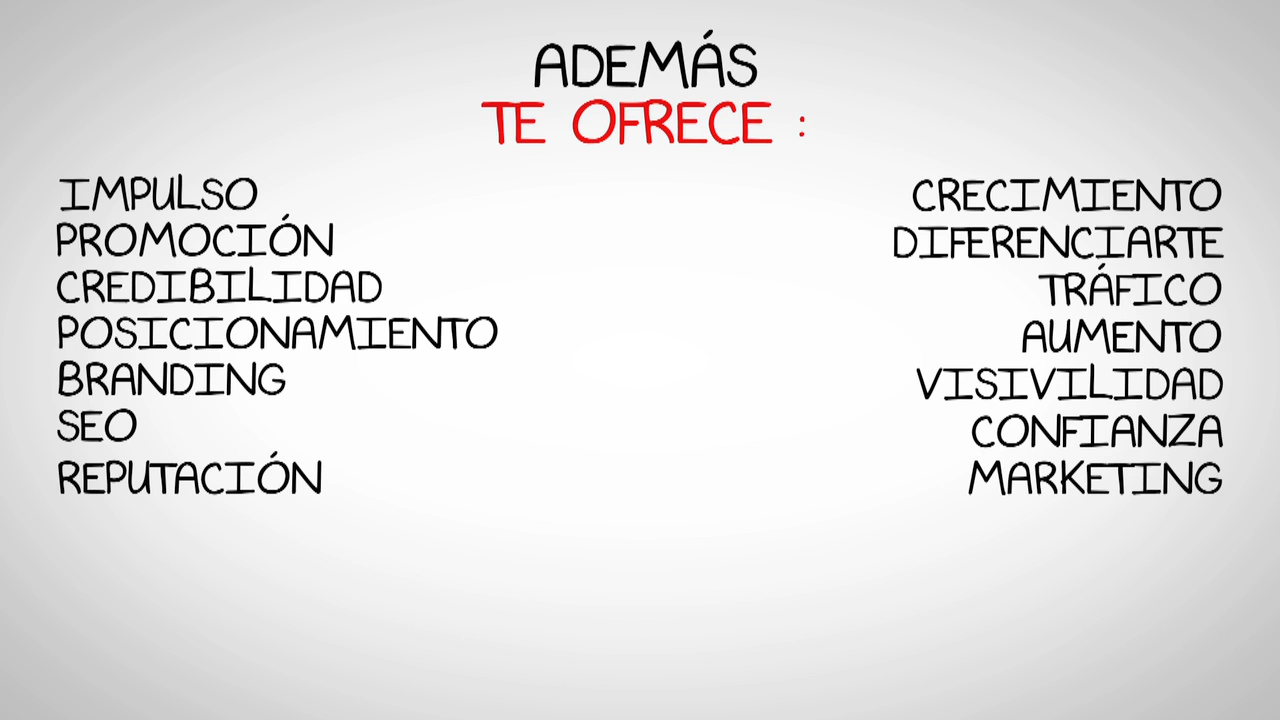 ADEMÁS
TE OFRECE :
IMPULSO
PROMOCIÓN
CREDIBILIDAD
POSICIONAMIENTO
BRANDING
SEO
REPUTACIÓN
CRECIMIENTO
DIFERENCIARTE
TRÁFICO
AUMENTO
VISIVILIDAD
CONFIANZA
MARKETING